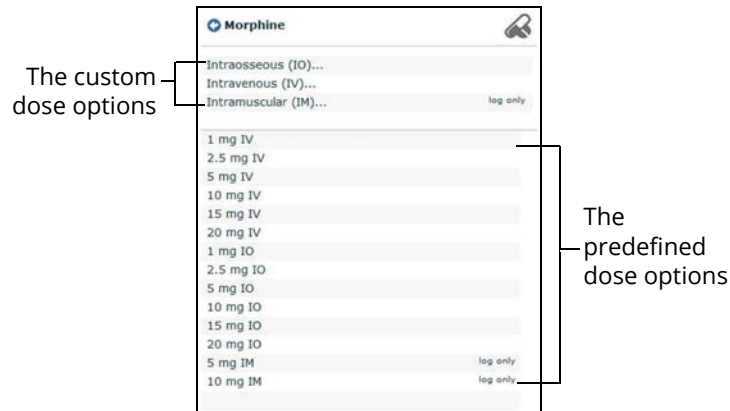 Morphine
The custom
dose options
Intraosseous (IO)...
Intravenous (IV)...
Intramuscular (IM)... log only
1 mg IV
2.5 mg IV
5 mg IV
10 mg IV
15 mg IV
20 mg IV
1 mg IO
2.5 mg IO
5 mg IO
10 mg IO
15 mg IO
20 mg IO
5 mg IM log only
10 mg IM log only
The
predefined
dose options